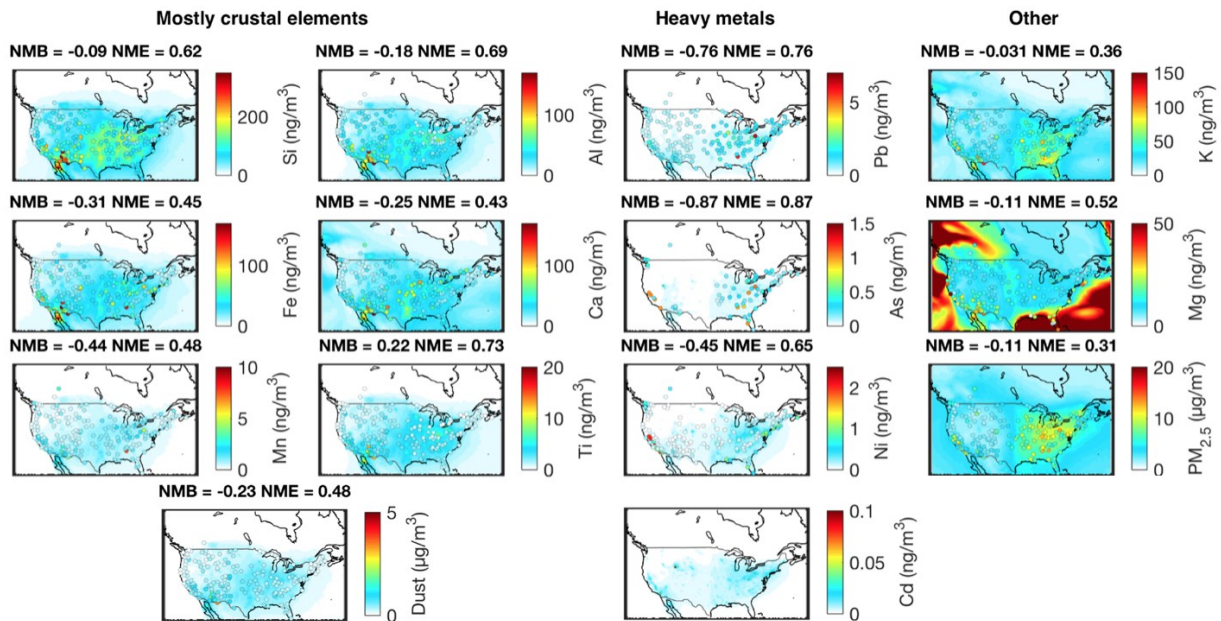 Mostly crustal elements
Heavy metals
Other
NMB = -0.09 NME = 0.62
NMB = -0.18 NME = 0.69
NMB = -0.76 NME = 0.76
NMB = -0.031 NME = 0.36
200
0
Si (ng/m³)
100
0
Al (ng/m³)
5
0
Pb (ng/m³)
150
100
50
0
K (ng/m³)
NMB = -0.31 NME = 0.45
NMB = -0.25 NME = 0.43
NMB = -0.87 NME = 0.87
NMB = -0.11 NME = 0.52
100
0
Fe (ng/m³)
100
0
Ca (ng/m³)
1.5
1
0.5
0
As (ng/m³)
50
0
Mg (ng/m³)
NMB = -0.44 NME = 0.48
NMB = 0.22 NME = 0.73
NMB = -0.45 NME = 0.65
NMB = -0.11 NME = 0.31
10
5
0
Mn (ng/m³)
20
10
0
Ti (ng/m³)
2
1
0
Ni (ng/m³)
20
10
0
PM₂.₅ (µg/m³)
NMB = -0.23 NME = 0.48
5
0
Dust (µg/m³)
0.1
0.05
0
Cd (ng/m³)